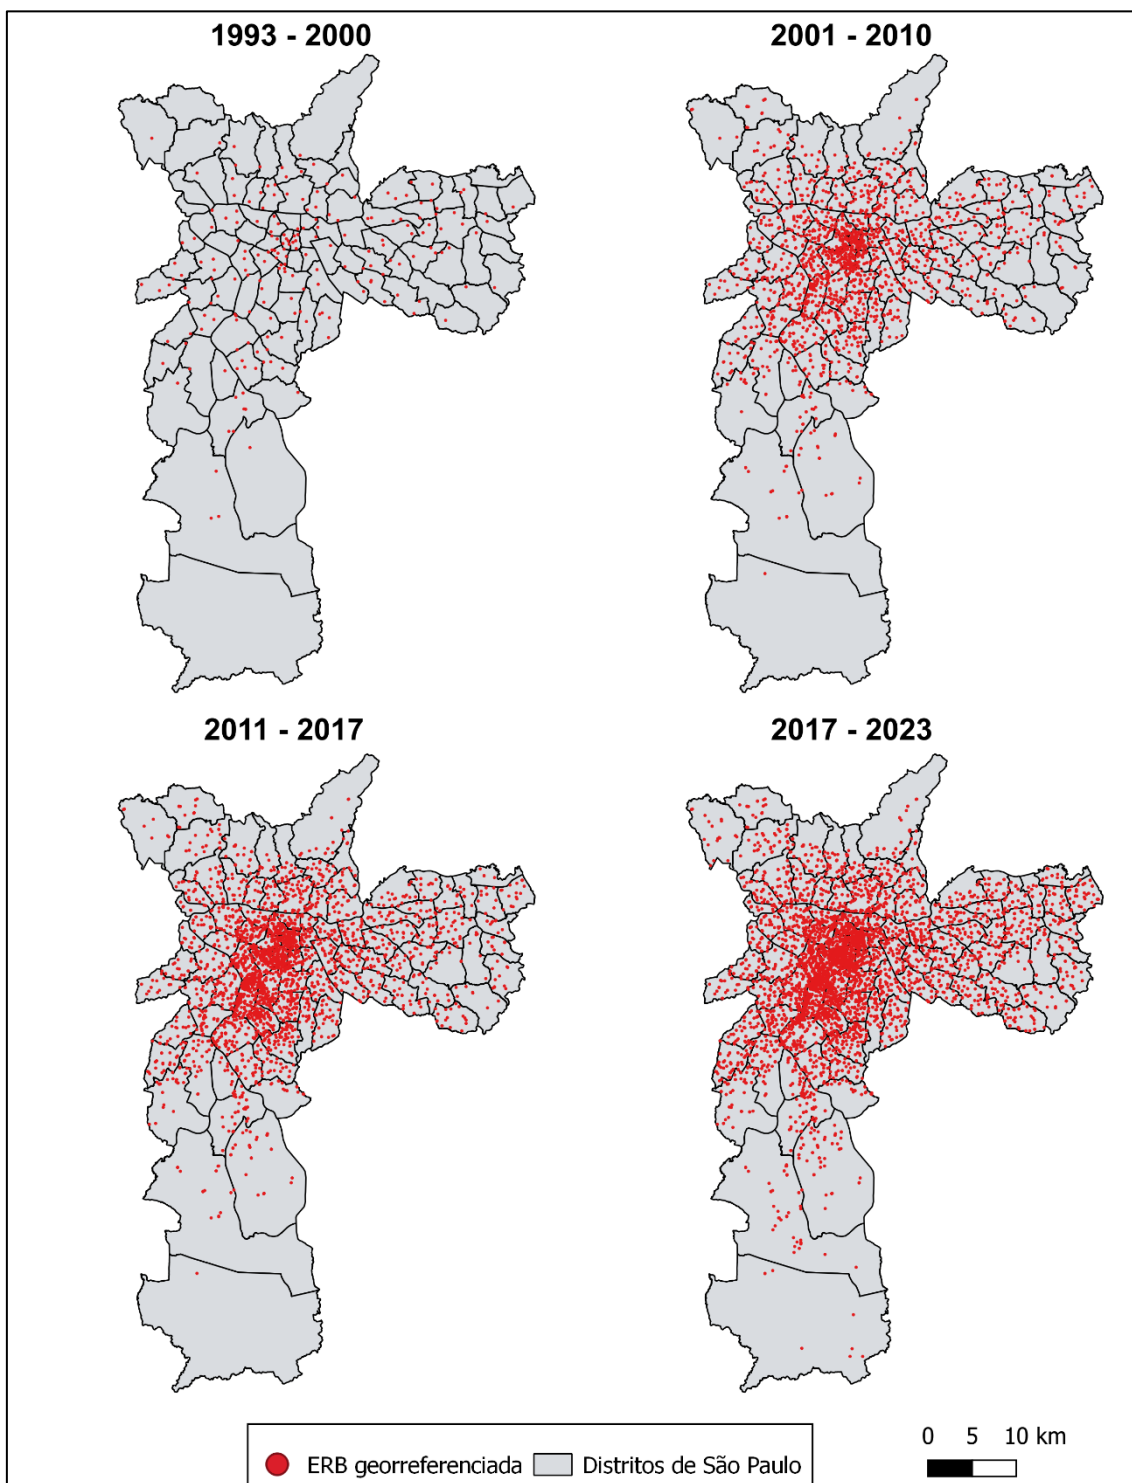 1993 - 2000
2001 - 2010
2011 - 2017
2017 - 2023
ERB georreferenciada
Distritos de São Paulo
0 5 10 km